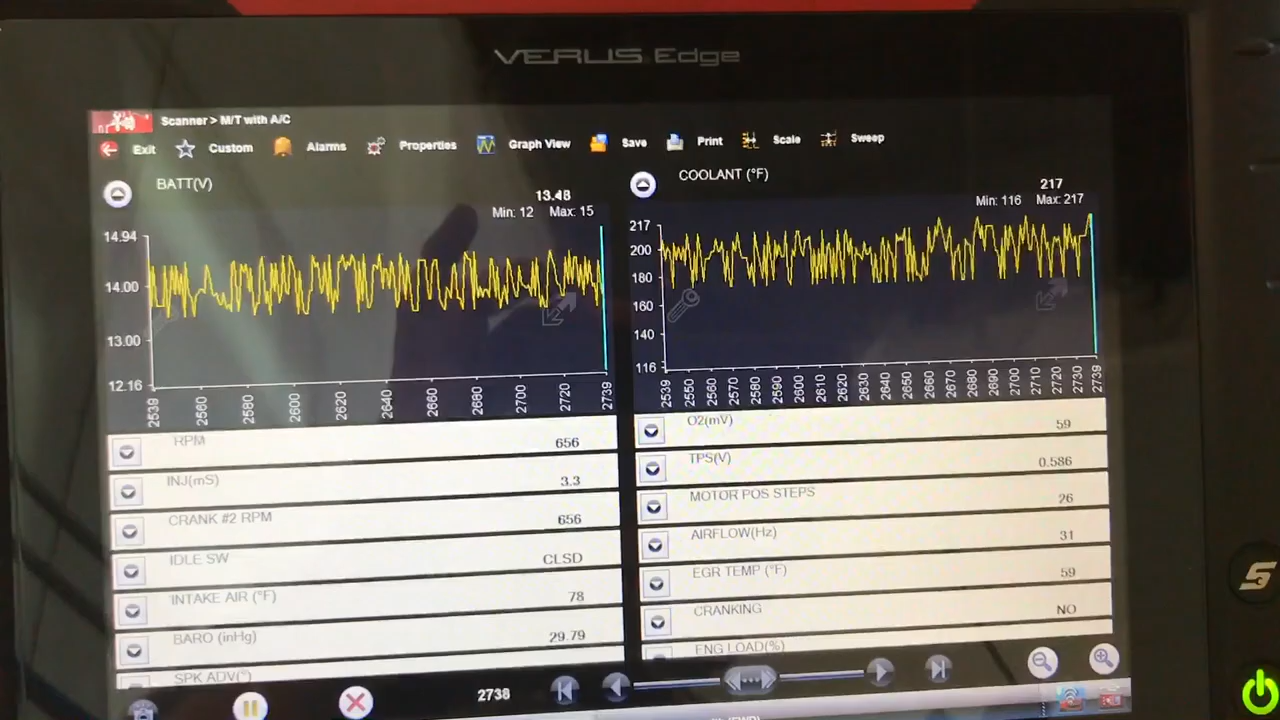 VERUS Edge
Scanner > M/T with A/C
Exit Custom Alarms Properties Graph View Save Print Scale Sweep
BATT(V)
13.48
Min: 12 Max: 15
14.94
14.00
13.00
12.16
2539 2560 2580 2600 2620 2640 2660 2680 2700 2720 2739
COOLANT (°F)
217
Min: 116 Max: 217
217
200
180
160
140
116
2539 2550 2560 2570 2580 2590 2600 2610 2620 2630 2640 2650 2660 2670 2680 2690 2700 2710 2720 2730 2739
RPM 656
INJ(mS) 3.3
CRANK #2 RPM 656
IDLE SW CLSD
INTAKE AIR (°F) 78
BARO (inHg) 29.79
SPK ADV(°)
O2(mV) 59
TPS(V) 0.586
MOTOR POS STEPS 26
AIRFLOW(Hz) 31
EGR TEMP (°F) 59
CRANKING NO
ENG LOAD(%)
2738
S